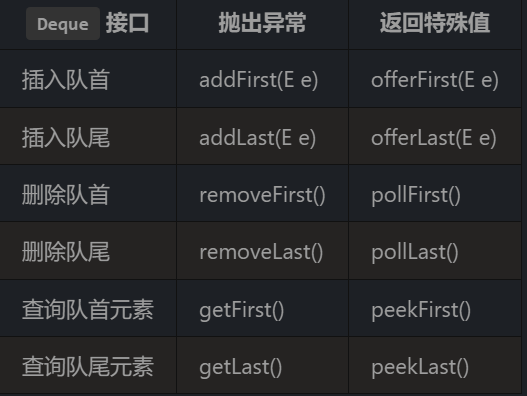 Deque 接口 抛出异常 返回特殊值
插入队首 addFirst(E e) offerFirst(E e)
插入队尾 addLast(E e) offerLast(E e)
删除队首 removeFirst() pollFirst()
删除队尾 removeLast() pollLast()
查询队首元素 getFirst() peekFirst()
查询队尾元素 getLast() peekLast()